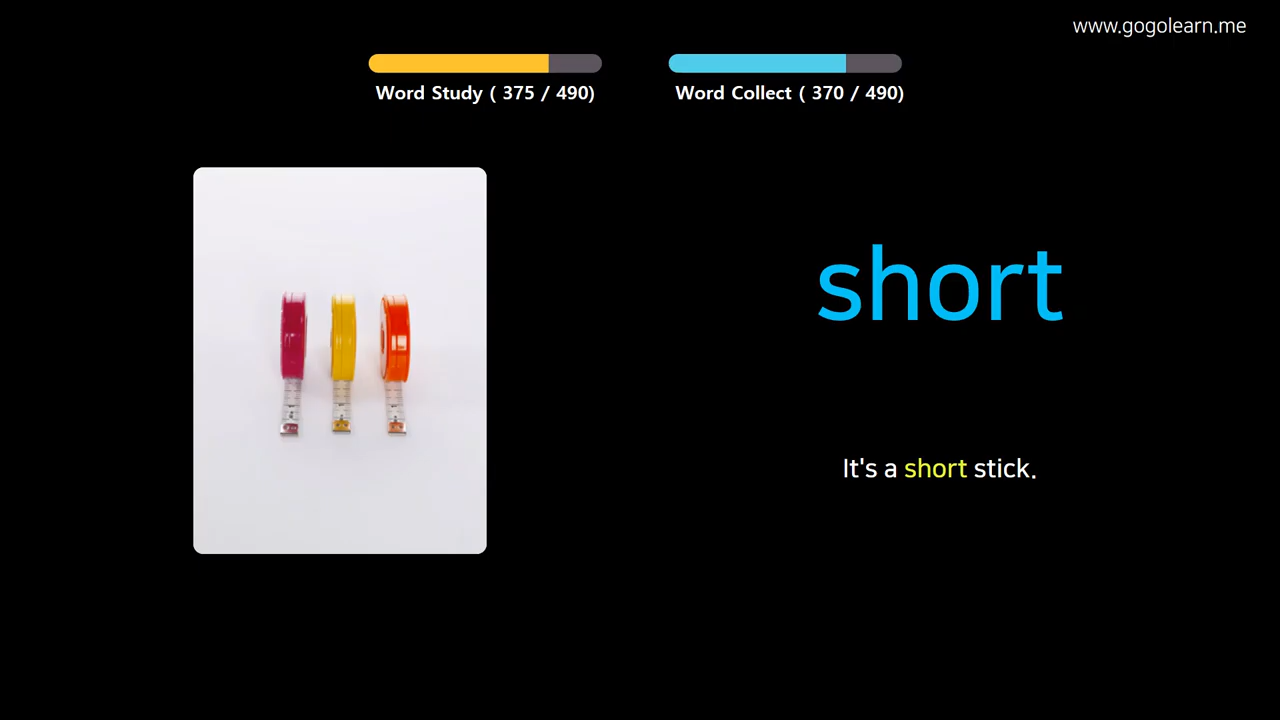 www.gogolearn.me
Word Study ( 375 / 490)
Word Collect ( 370 / 490)
short
It's a short stick.